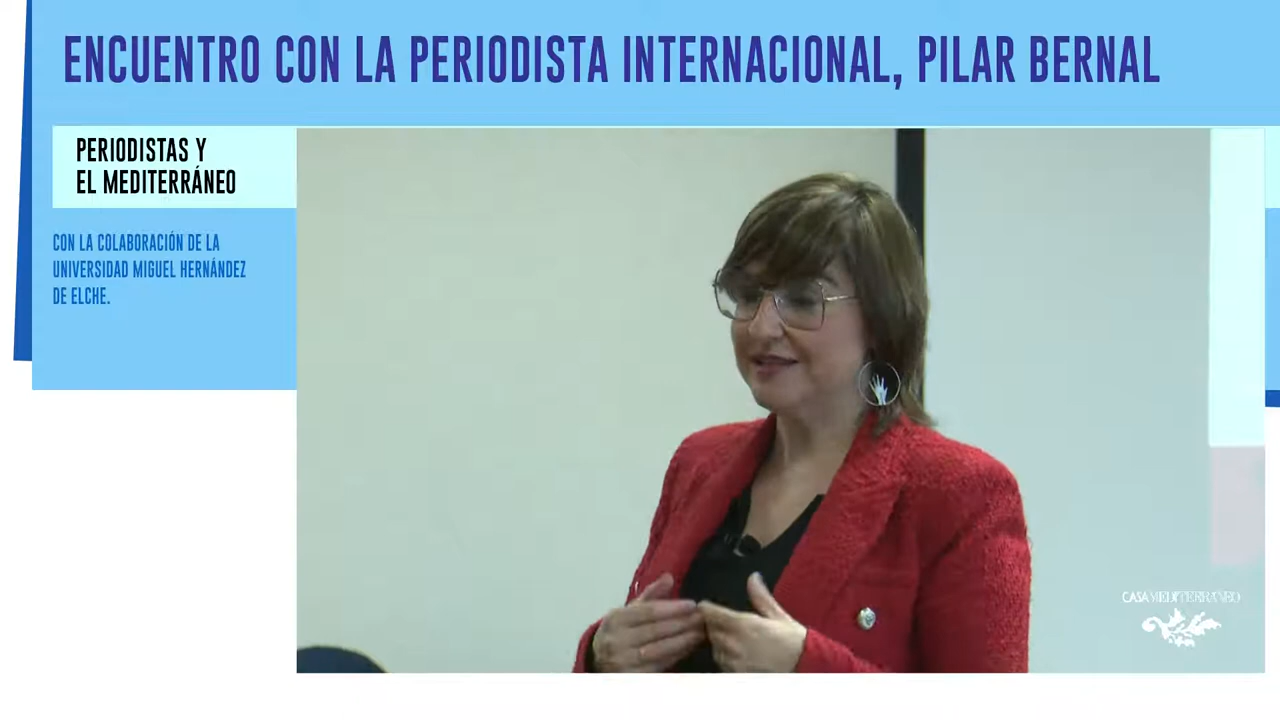 ENCUENTRO CON LA PERIODISTA INTERNACIONAL, PILAR BERNAL
PERIODISTAS Y
EL MEDITERRÁNEO
CON LA COLABORACIÓN DE LA
UNIVERSIDAD MIGUEL HERNÁNDEZ
DE ELCHE.
CASA MEDITERRÁNEO